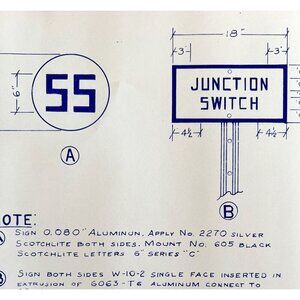 18"
3"
3"
6"
SS
JUNCTION
SWITCH
4½"
4½"
A
B
OTE:
A SIGN 0.080" ALUMINUN. APPLY NO. 2270 SILVER
SCOTCHLITE BOTH SIDES. MOUNT NO. 605 BLACK
SCOTCHLITE LETTERS 6" SERIES "C"
B SIGN BOTH SIDES W-10-2 SINGLE FACE INSERTED IN
EXTRUSION OF 6063-T6 ALUMINUM CONNECT TO